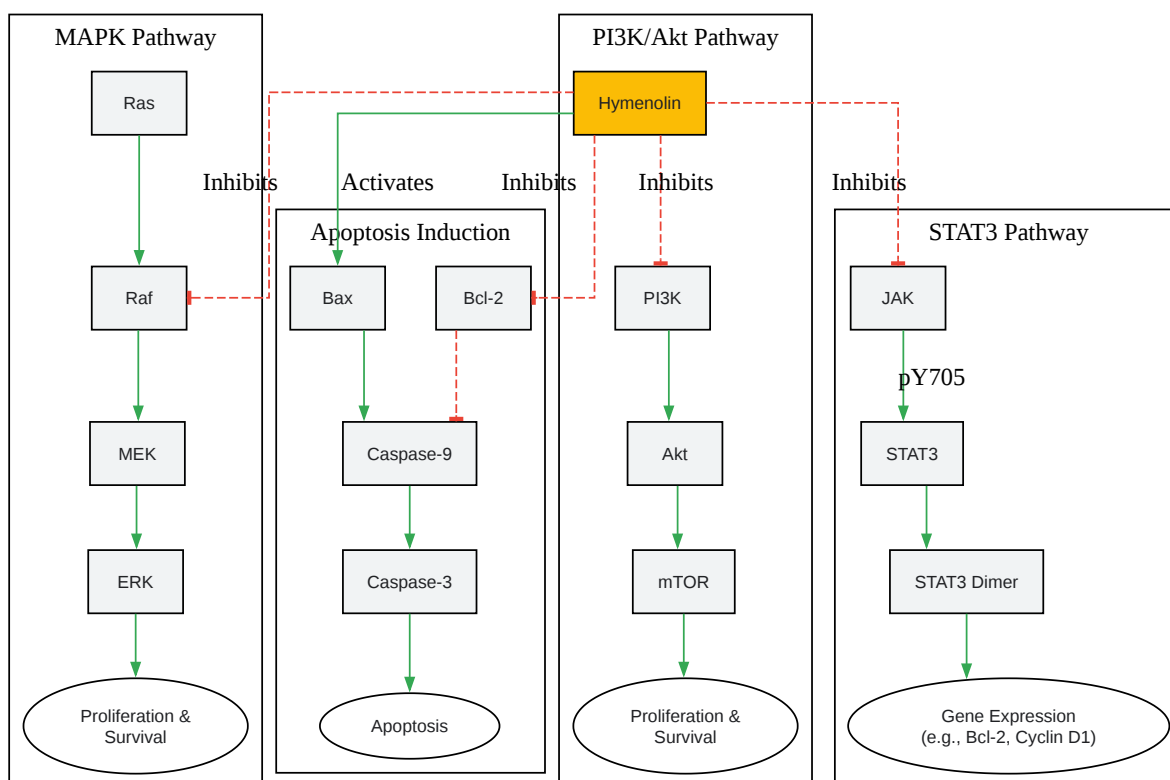 MAPK Pathway
PI3K/Akt Pathway
Ras
Hymenolin
Inhibits
Activates
Inhibits
Inhibits
Inhibits
Apoptosis Induction
STAT3 Pathway
Raf
Bax
Bcl-2
PI3K
JAK
pY705
MEK
Caspase-9
Akt
STAT3
ERK
Caspase-3
mTOR
STAT3 Dimer
Proliferation &
Survival
Apoptosis
Proliferation &
Survival
Gene Expression
(e.g., Bcl-2, Cyclin D1)